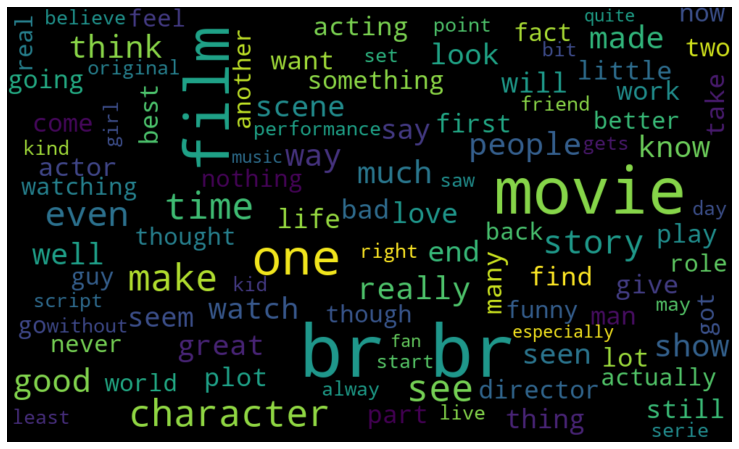 believe feel
real
think
going
original
film
another
acting
point
quite
now
want
set
look
fact
bit
made
two
something
will
little
work
take
come
girl
best
scene
friend
better
kind
actor
performance
say
first
people
gets
know
watching
music
way
nothing
much
saw
movie
day
even
time
life
bad
love
well
thought
one
right
end
back
story
play
guy
make
kid
really
many
find
role
give
script
go
without
seem
watch
though
funny
man
may
got
never
great
br br
fan
start
especially
seen
lot
show
good
world
plot
alway
see
director
actually
least
character
part
live
thing
still
serie